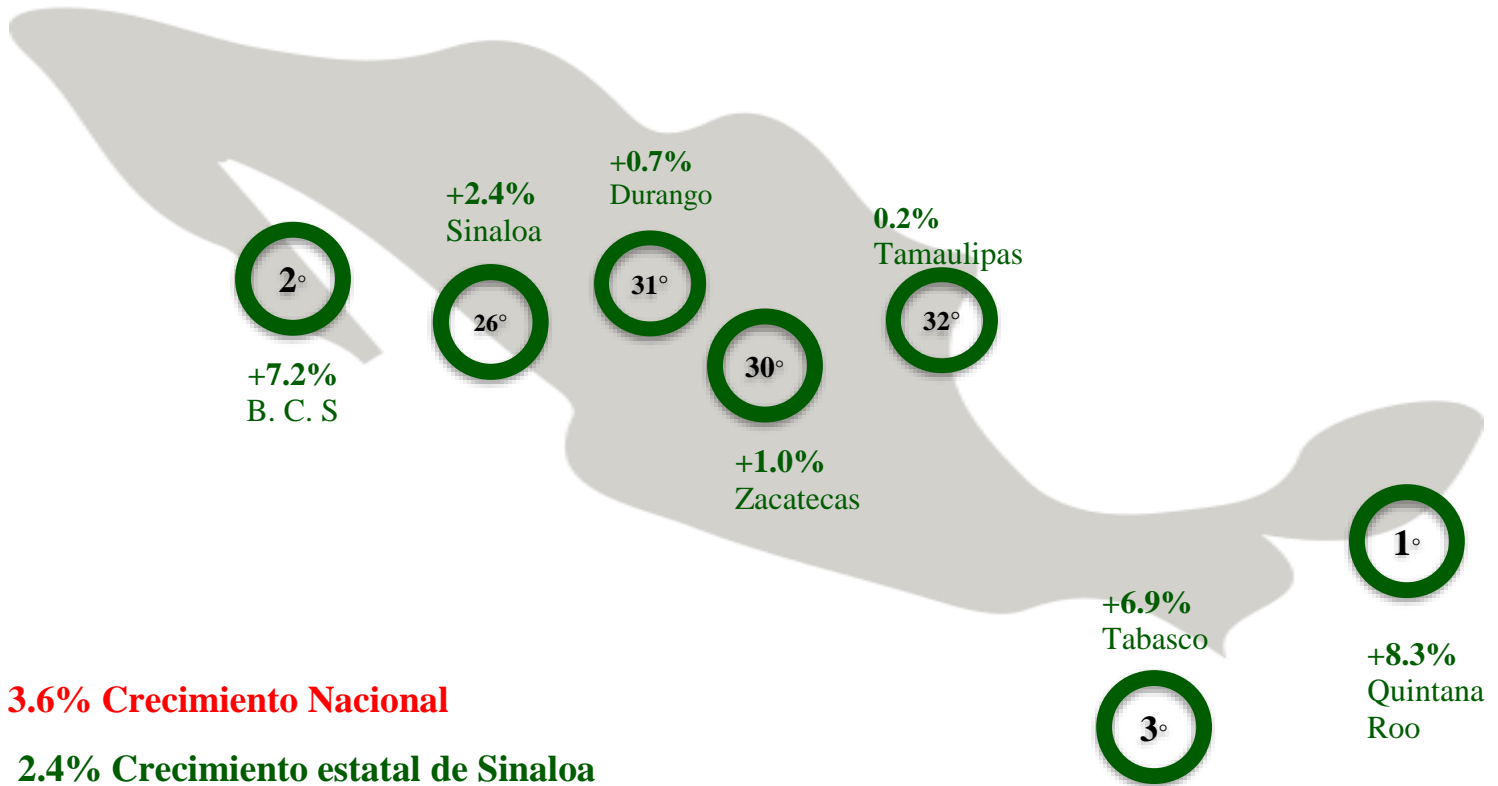 +0.7%
Durango
+2.4%
Sinaloa
0.2%
Tamaulipas
2°
26°
31°
32°
30°
+7.2%
B. C. S
+1.0%
Zacatecas
1°
+6.9%
Tabasco
3°
+8.3%
Quintana
Roo
3.6% Crecimiento Nacional
2.4% Crecimiento estatal de Sinaloa